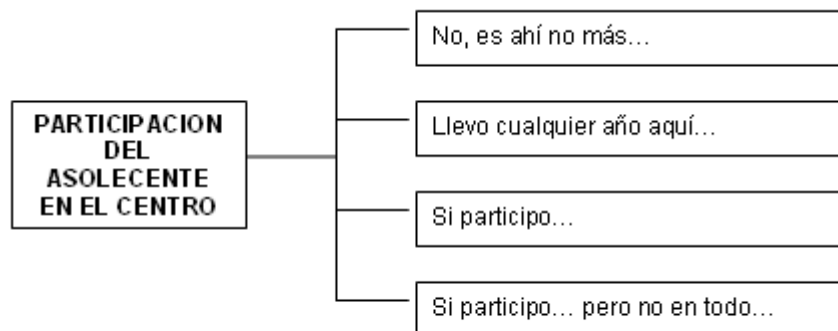 PARTICIPACION
DEL
ASOLECENTE
EN EL CENTRO
No, es ahí no más...
Llevo cualquier año aquí...
Si participo...
Si participo... pero no en todo...